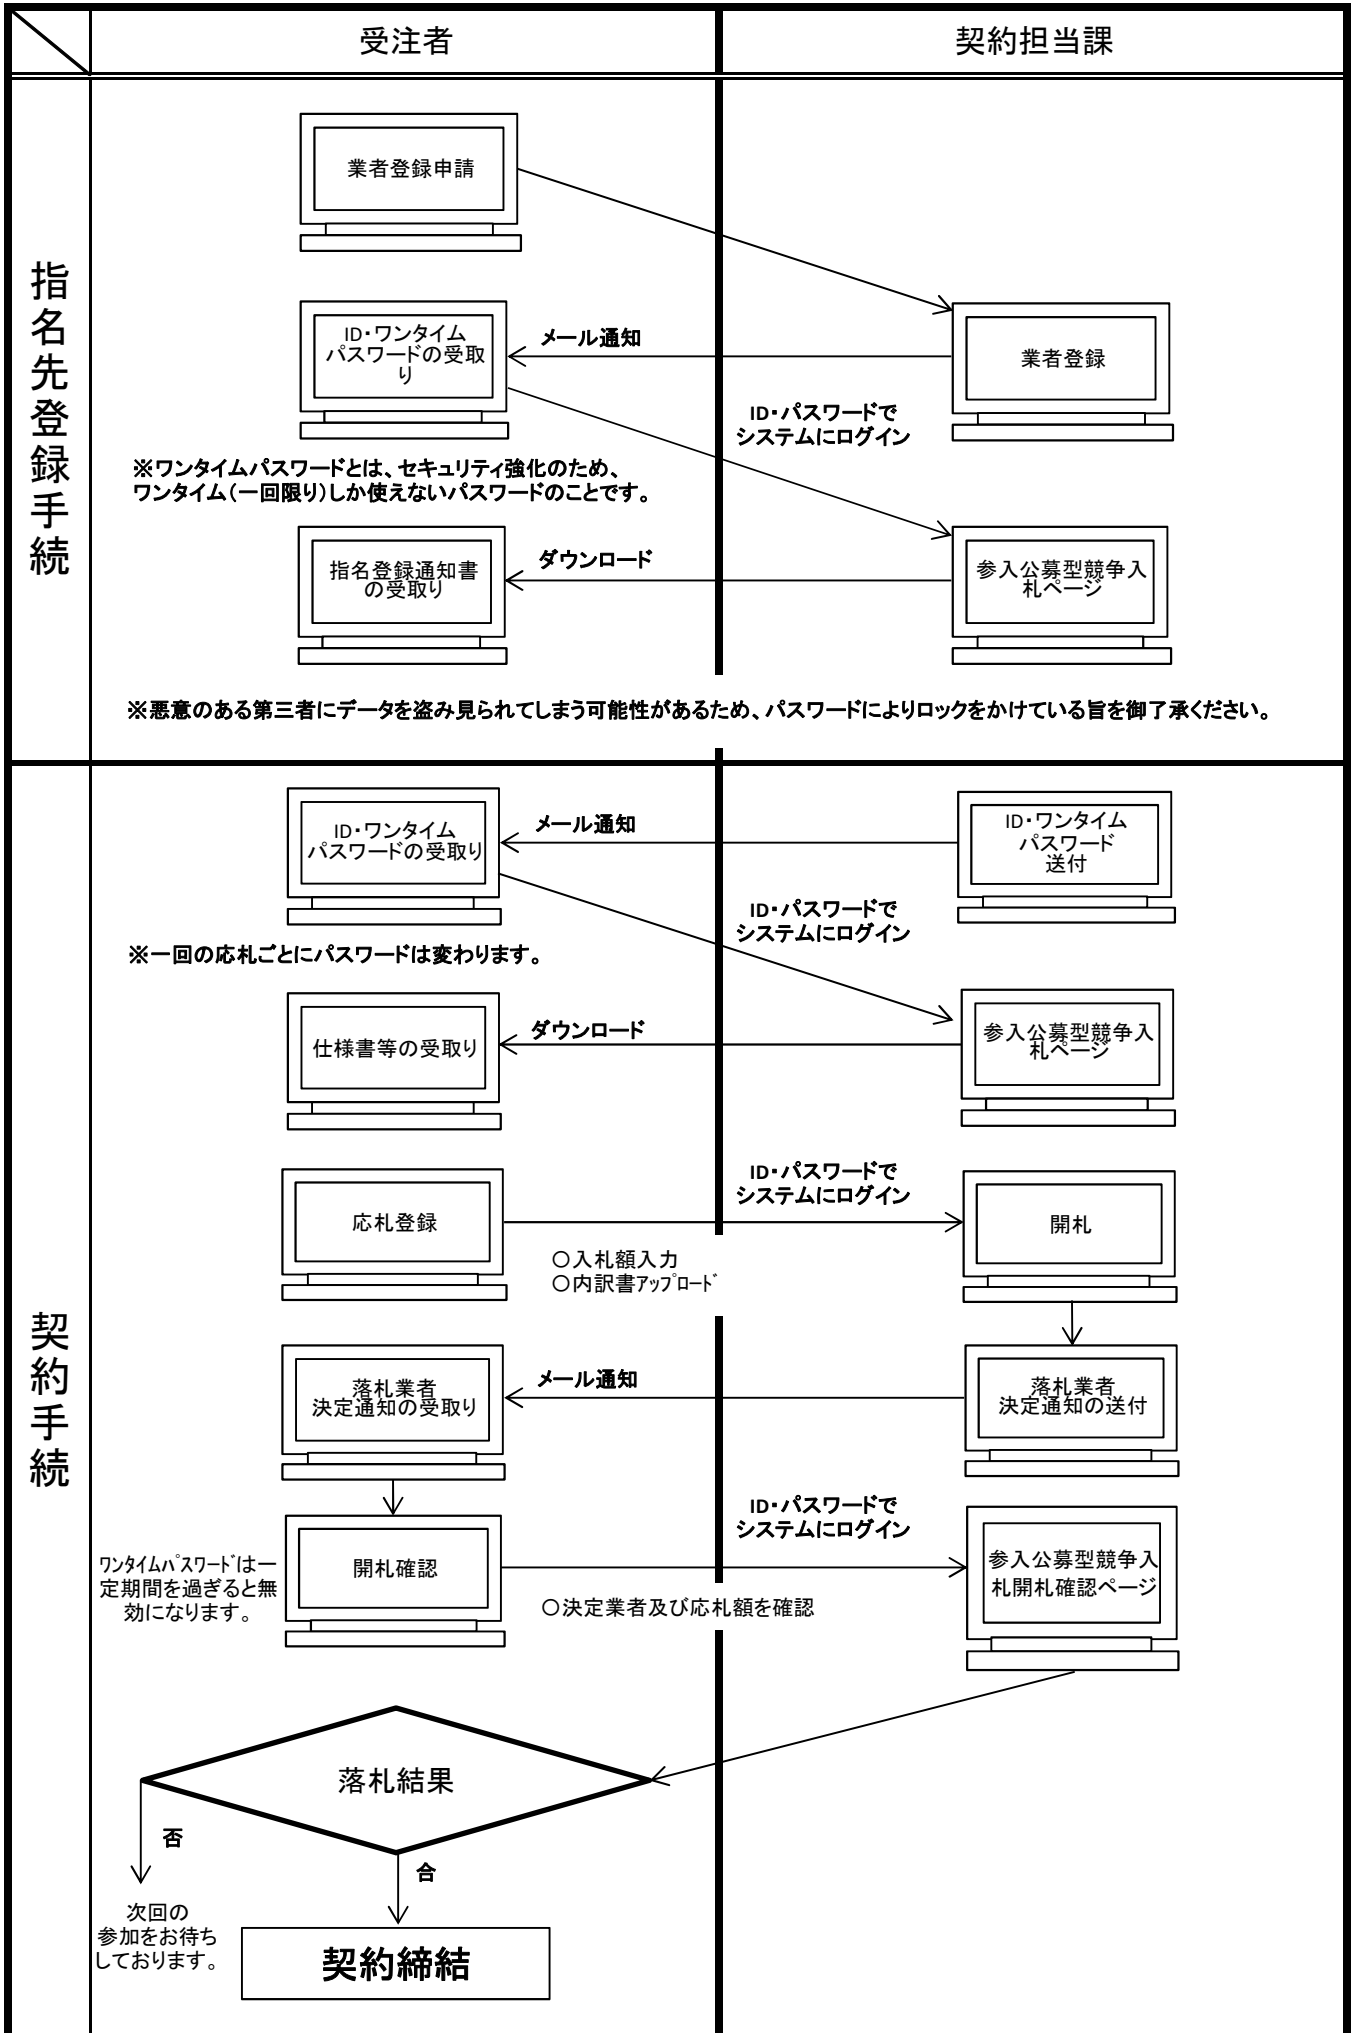 受注者
契約担当課
指名先登録手続
業者登録申請
ID・ワンタイム
パスワードの受取
り
メール通知
業者登録
ID・パスワードで
システムにログイン
※ワンタイムパスワードとは、セキュリティ強化のため、
ワンタイム(一回限り)しか使えないパスワードのことです。
指名登録通知書
の受取り
ダウンロード
参入公募型競争入
札ページ
※悪意のある第三者にデータを盗み見られてしまう可能性があるため、パスワードによりロックをかけている旨を御了承ください。
契約手続
ID・ワンタイム
パスワードの受取り
メール通知
ID・ワンタイム
パスワード
送付
ID・パスワードで
システムにログイン
※一回の応札ごとにパスワードは変わります。
仕様書等の受取り
ダウンロード
参入公募型競争入
札ページ
応札登録
ID・パスワードで
システムにログイン
開札
○入札額入力
○内訳書アップロード
落札業者
決定通知の受取り
メール通知
落札業者
決定通知の送付
ワンタイムパスワードは一
定期間を過ぎると無
効になります。
開札確認
ID・パスワードで
システムにログイン
参入公募型競争入
札開札確認ページ
○決定業者及び応札額を確認
落札結果
否
合
次回の
参加をお待ち
しております。
契約締結